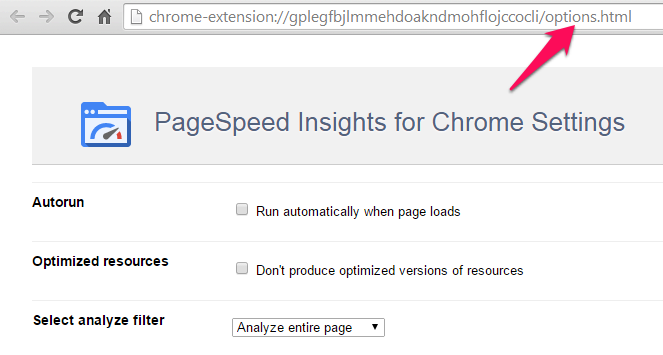 chrome-extension://gplegfbjlmmehdoakndmohflojccocli/options.html
PageSpeed Insights for Chrome Settings
Autorun
Run automatically when page loads
Optimized resources
Don't produce optimized versions of resources
Select analyze filter
Analyze entire page